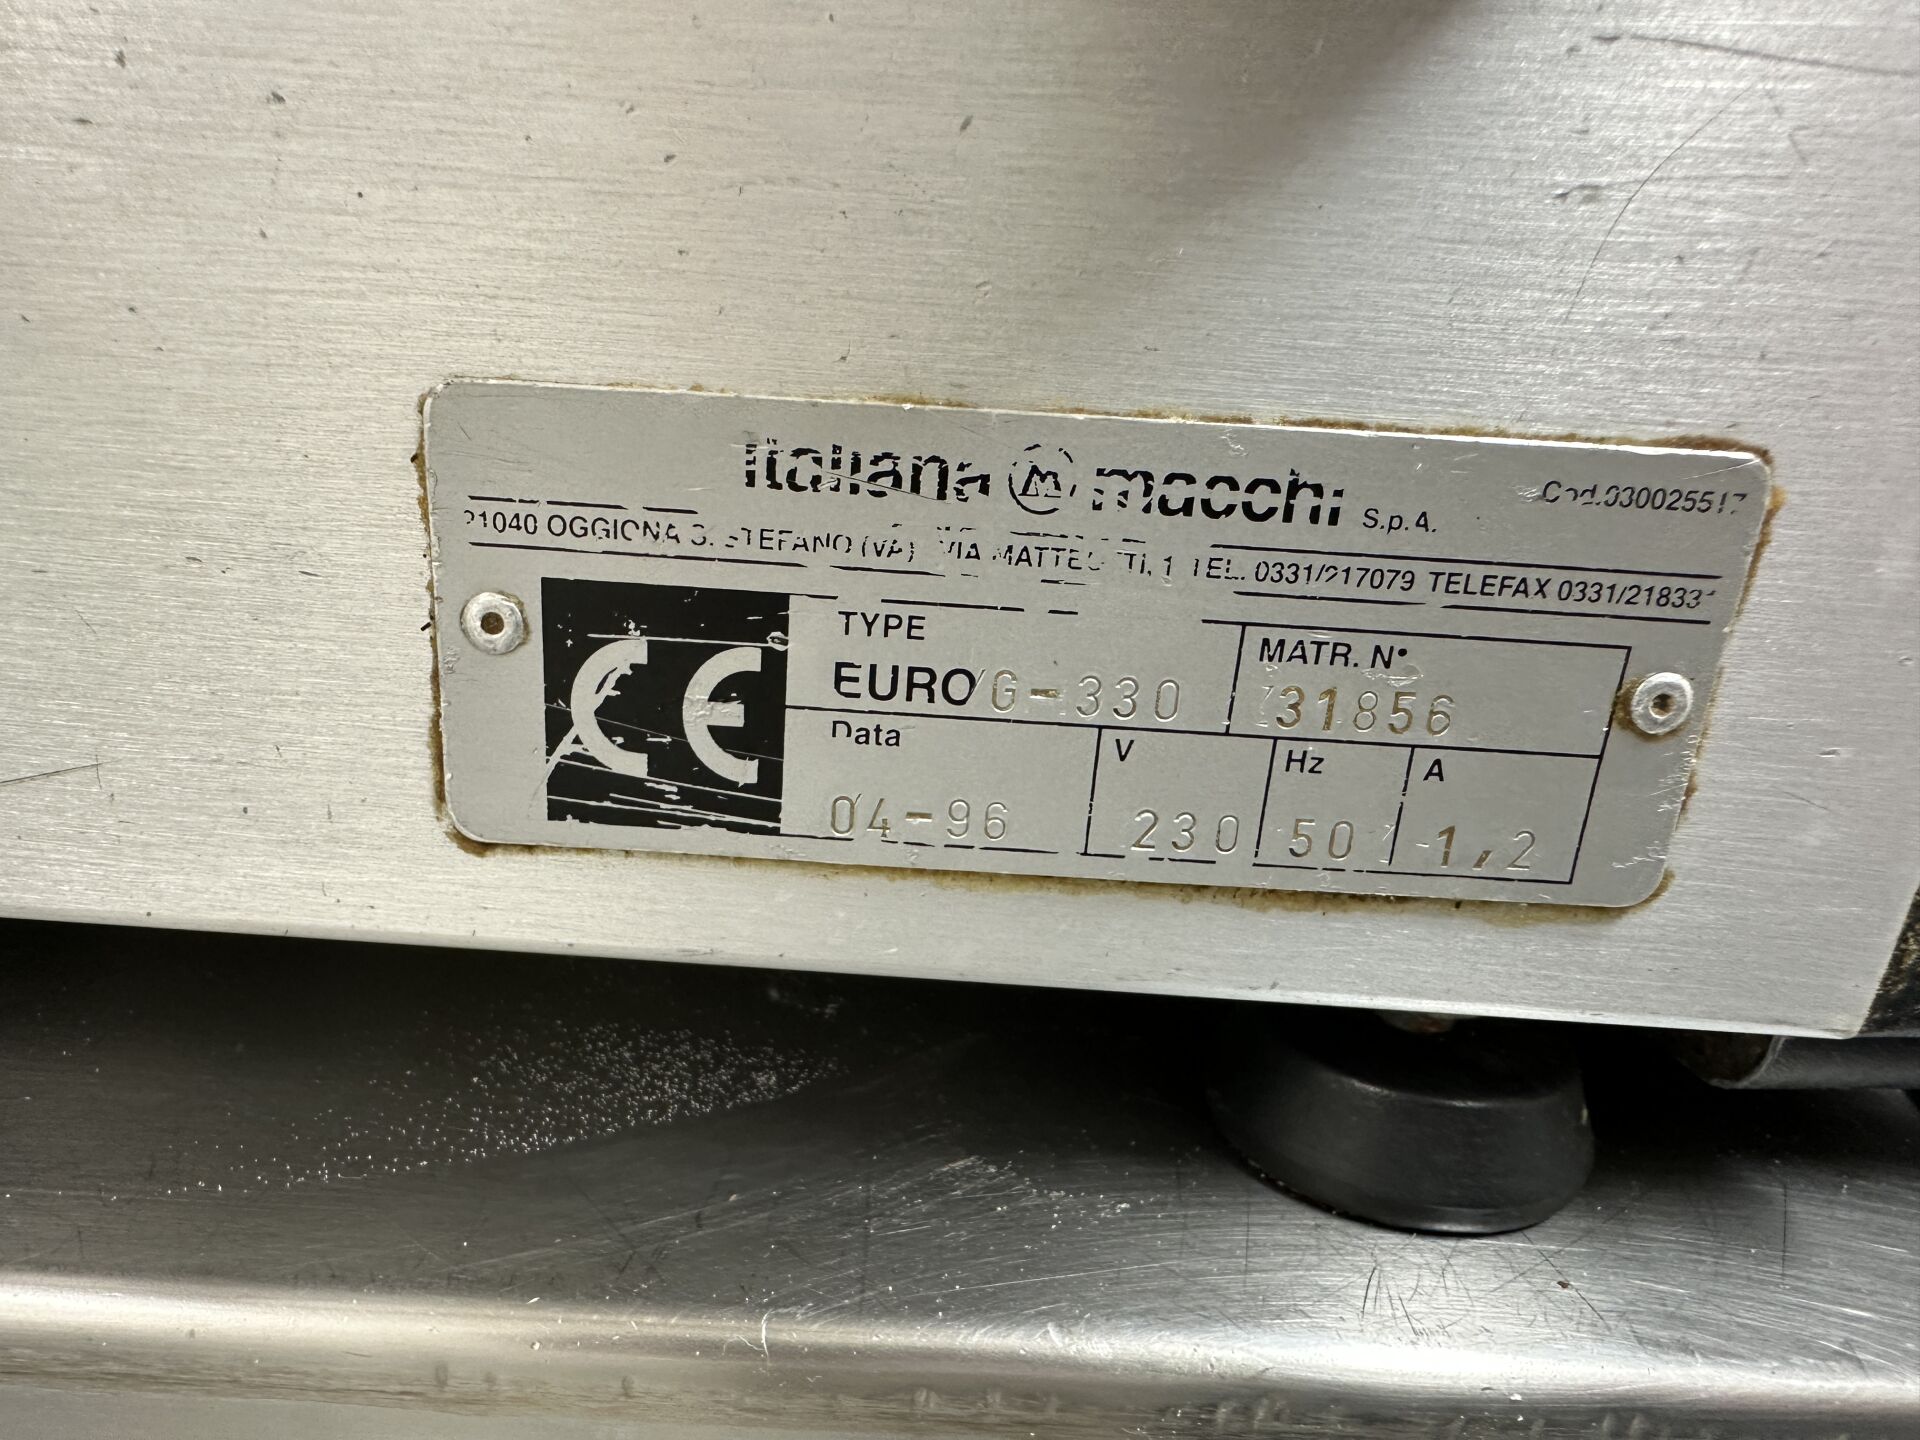 italiana macchi S.p.A. Cod.030025517
21040 OGGIONA S. STEFANO (VA) VIA MATTEOTTI, 1 TEL. 0331/217079 TELEFAX 0331/21833
CE
TYPE
EURO G-330
MATR. N°
31856
Data
04-96
V
230
Hz
50
A
1,2